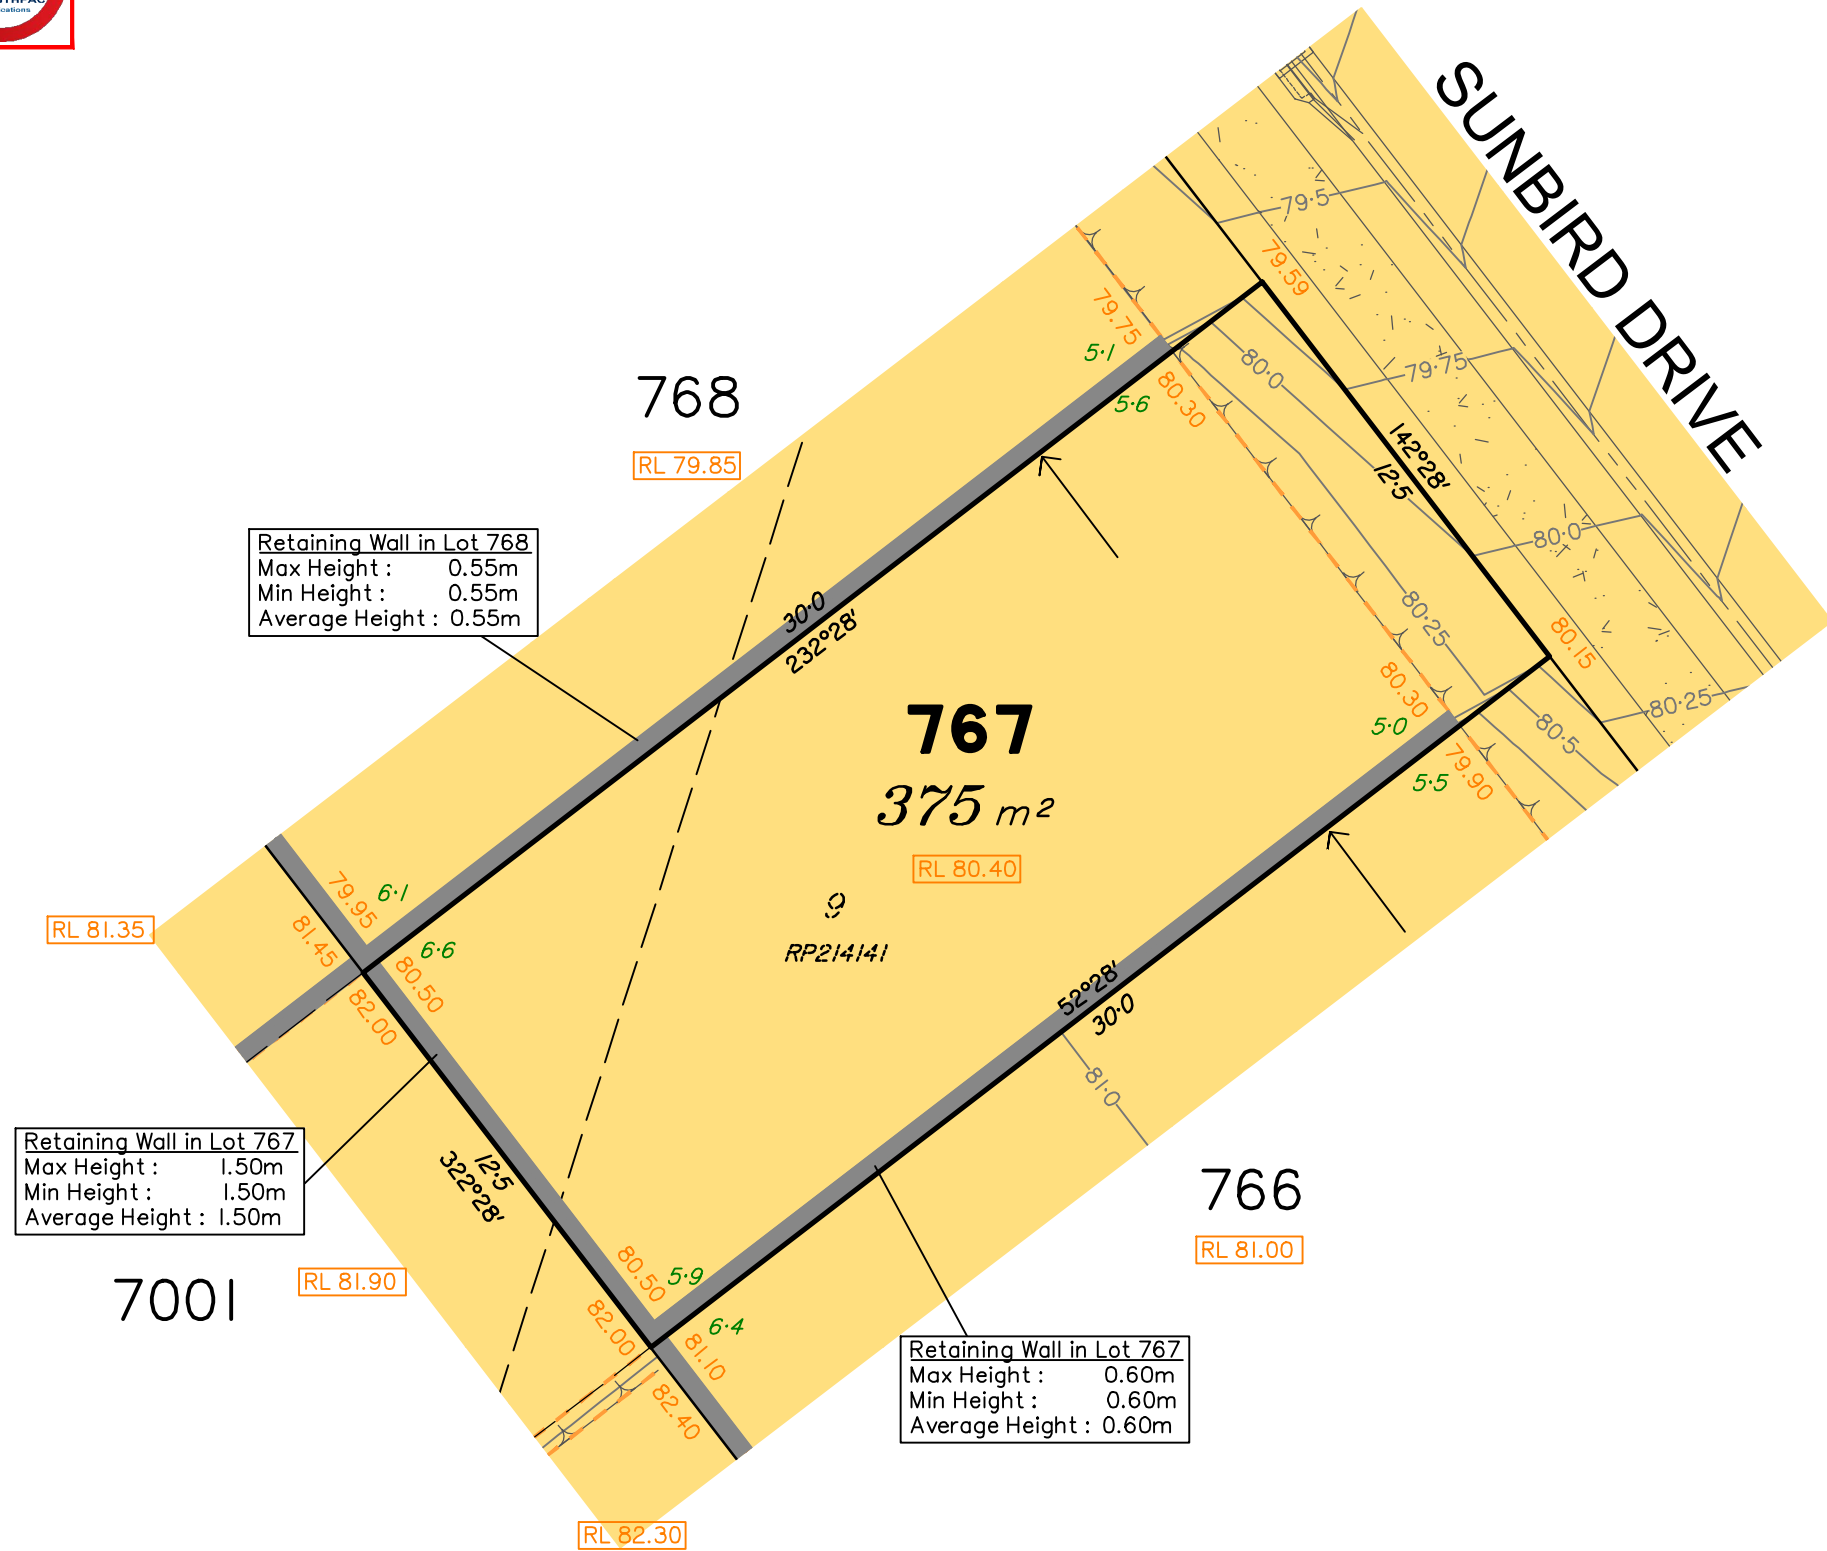 SUNBIRD DRIVE
79·5
79.59
79.75
5·1
80·0
79·75
80.30
5·6
142°28'
12·5
80·0
768
RL 79.85
Retaining Wall in Lot 768
Max Height : 0.55m
Min Height : 0.55m
Average Height : 0.55m
30·0
232°28'
80·25
80.15
80.30
80·25
80·5
5·0
79.90
5·5
767
375 m²
RL 80.40
9
RP214141
79.95
6·1
RL 81.35
81.45
6·6
80.50
82.00
52°28'
30·0
81·0
Retaining Wall in Lot 767
Max Height : 1.50m
Min Height : 1.50m
Average Height : 1.50m
12·5
322°28'
766
RL 81.00
7001
RL 81.90
80.50
5·9
82.00
6·4
81.10
82.40
Retaining Wall in Lot 767
Max Height : 0.60m
Min Height : 0.60m
Average Height : 0.60m
RL 82.30